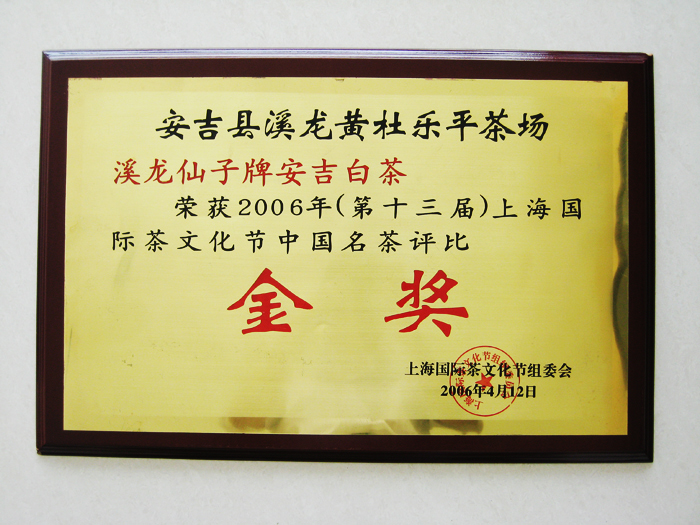 安吉县溪龙黄杜乐平茶场
溪龙仙子牌安吉白茶
荣获2006年(第十三届)上海国
际茶文化节中国名茶评比
金奖
上海国际茶文化节组委会
2006年4月12日